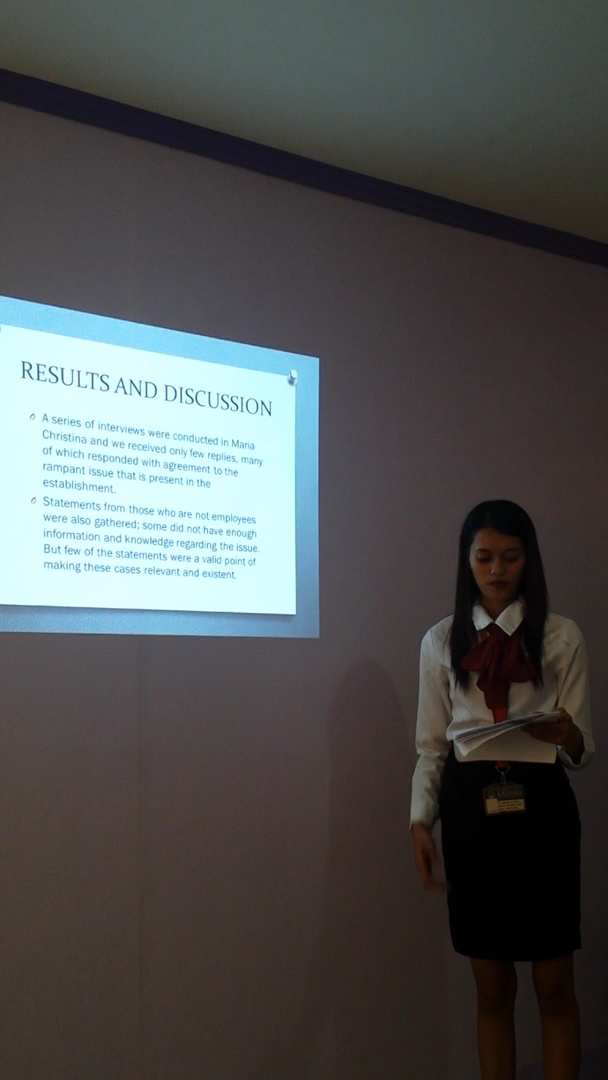 RESULTS AND DISCUSSION
A series of interviews were conducted in Maria
Christina and we received only few replies, many
of which responded with agreement to the
rampant issue that is present in the
establishment.
Statements from those who are not employees
were also gathered; some did not have enough
information and knowledge regarding the issue.
But few of the statements were a valid point of
making these cases relevant and existent.